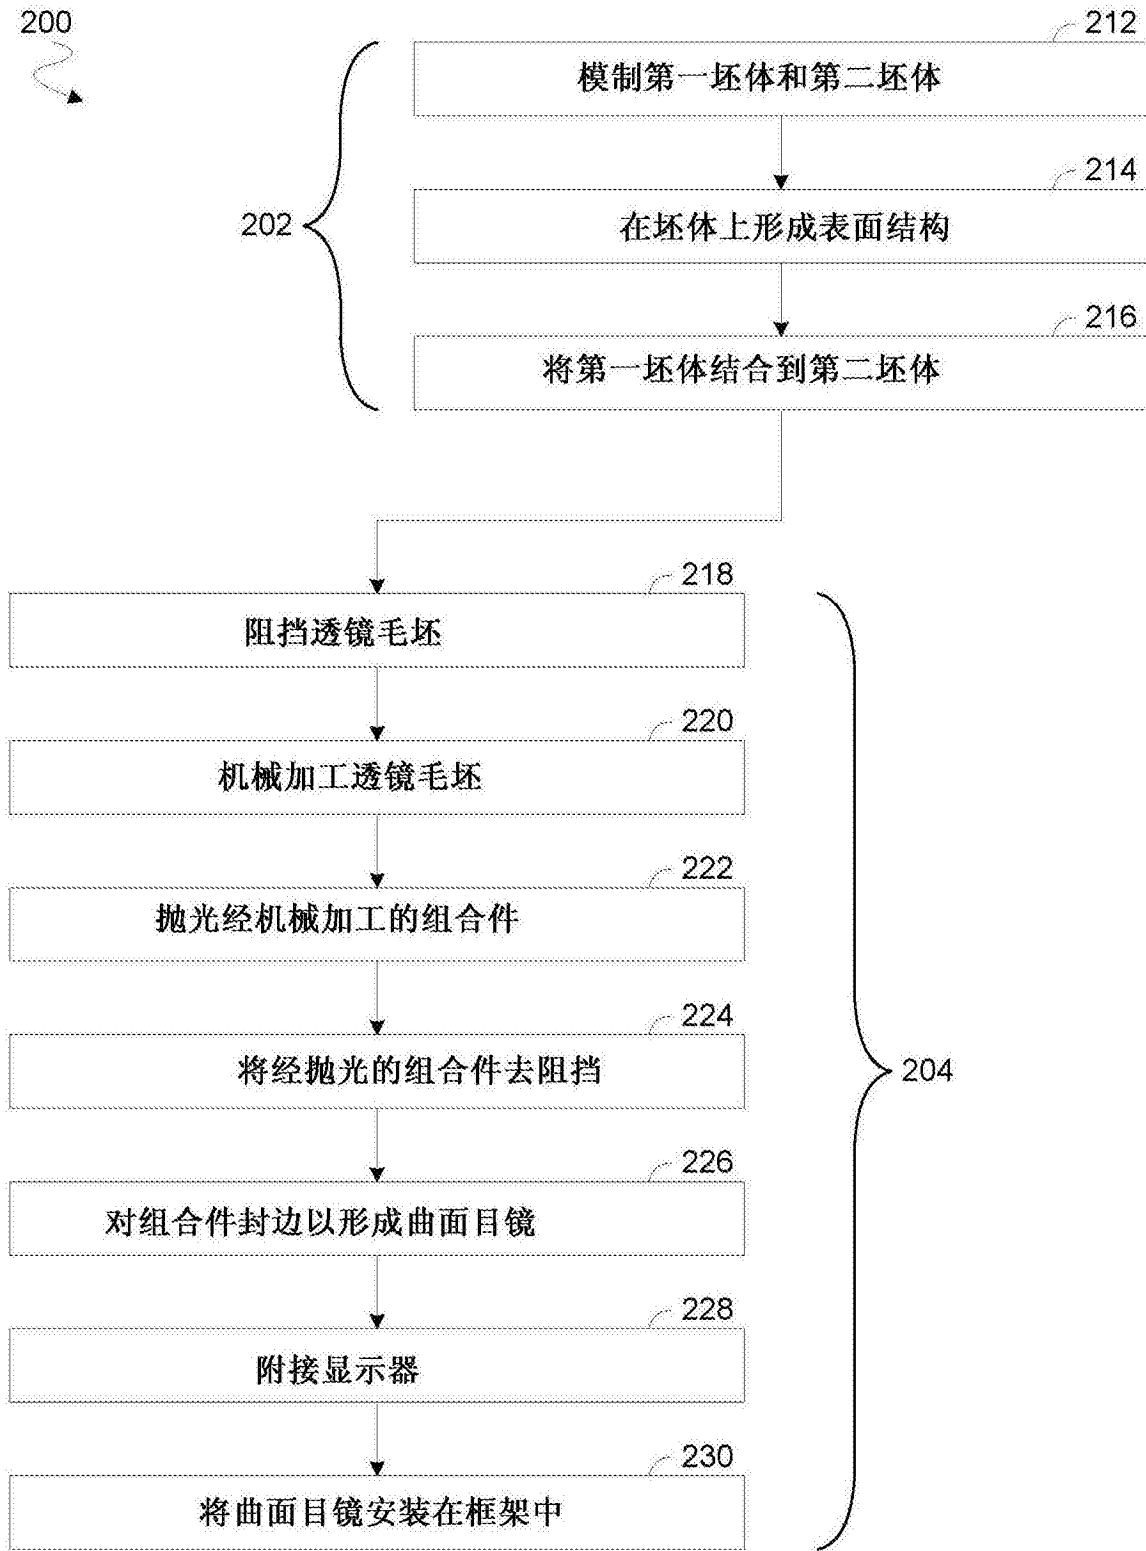 200
212
模制第一坯体和第二坯体
214
在坯体上形成表面结构
202
216
将第一坯体结合到第二坯体
218
阻挡透镜毛坯
220
机械加工透镜毛坯
222
抛光经机械加工的组合件
224
将经抛光的组合件去阻挡
204
226
对组合件封边以形成曲面目镜
228
附接显示器
230
将曲面目镜安装在框架中